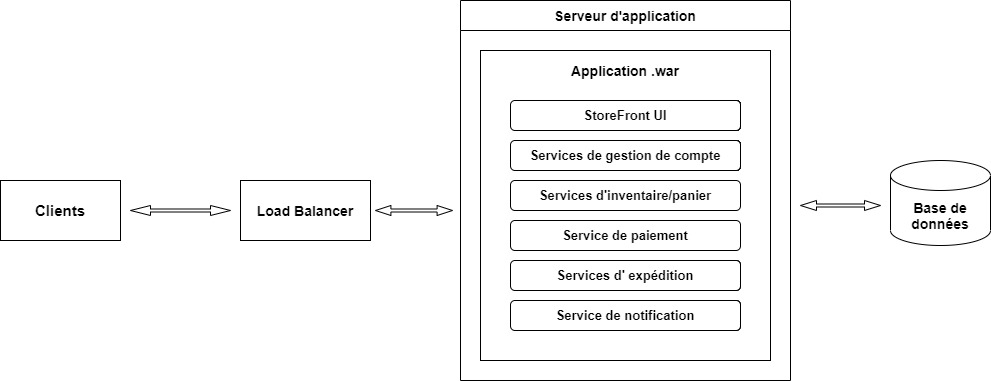 Serveur d'application
Application .war
StoreFront UI
Services de gestion de compte
Services d'inventaire/panier
Service de paiement
Services d' expédition
Service de notification
Clients
Load Balancer
Base de
données